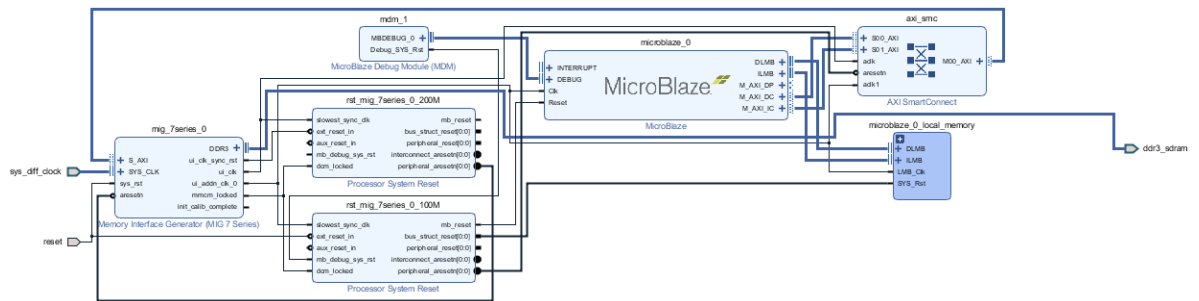 mdm_1
MBDEBUG_0
Debug_SYS_Rst
MicroBlaze Debug Module (MDM)
microblaze_0
INTERRUPT
DEBUG
Clk
Reset
MicroBlaze
DLMB
ILMB
M_AXI_DP
M_AXI_DC
M_AXI_IC
MicroBlaze
axi_smc
S00_AXI
S01_AXI
aclk
aresetn
aclk1
M00_AXI
AXI SmartConnect
rst_mig_7series_0_200M
slowest_sync_clk
ext_reset_in
aux_reset_in
mb_debug_sys_rst
dcm_locked
mb_reset
bus_struct_reset[0:0]
peripheral_reset[0:0]
interconnect_aresetn[0:0]
peripheral_aresetn[0:0]
Processor System Reset
mig_7series_0
S_AXI
SYS_CLK
sys_rst
aresetn
DDR3
ui_clk_sync_rst
ui_clk
ui_addn_clk_0
mmcm_locked
init_calib_complete
Memory Interface Generator (MIG 7 Series)
sys_diff_clock
reset
rst_mig_7series_0_100M
slowest_sync_clk
ext_reset_in
aux_reset_in
mb_debug_sys_rst
dcm_locked
mb_reset
bus_struct_reset[0:0]
peripheral_reset[0:0]
interconnect_aresetn[0:0]
peripheral_aresetn[0:0]
Processor System Reset
microblaze_0_local_memory
DLMB
ILMB
LMB_Clk
SYS_Rst
ddr3_sdram